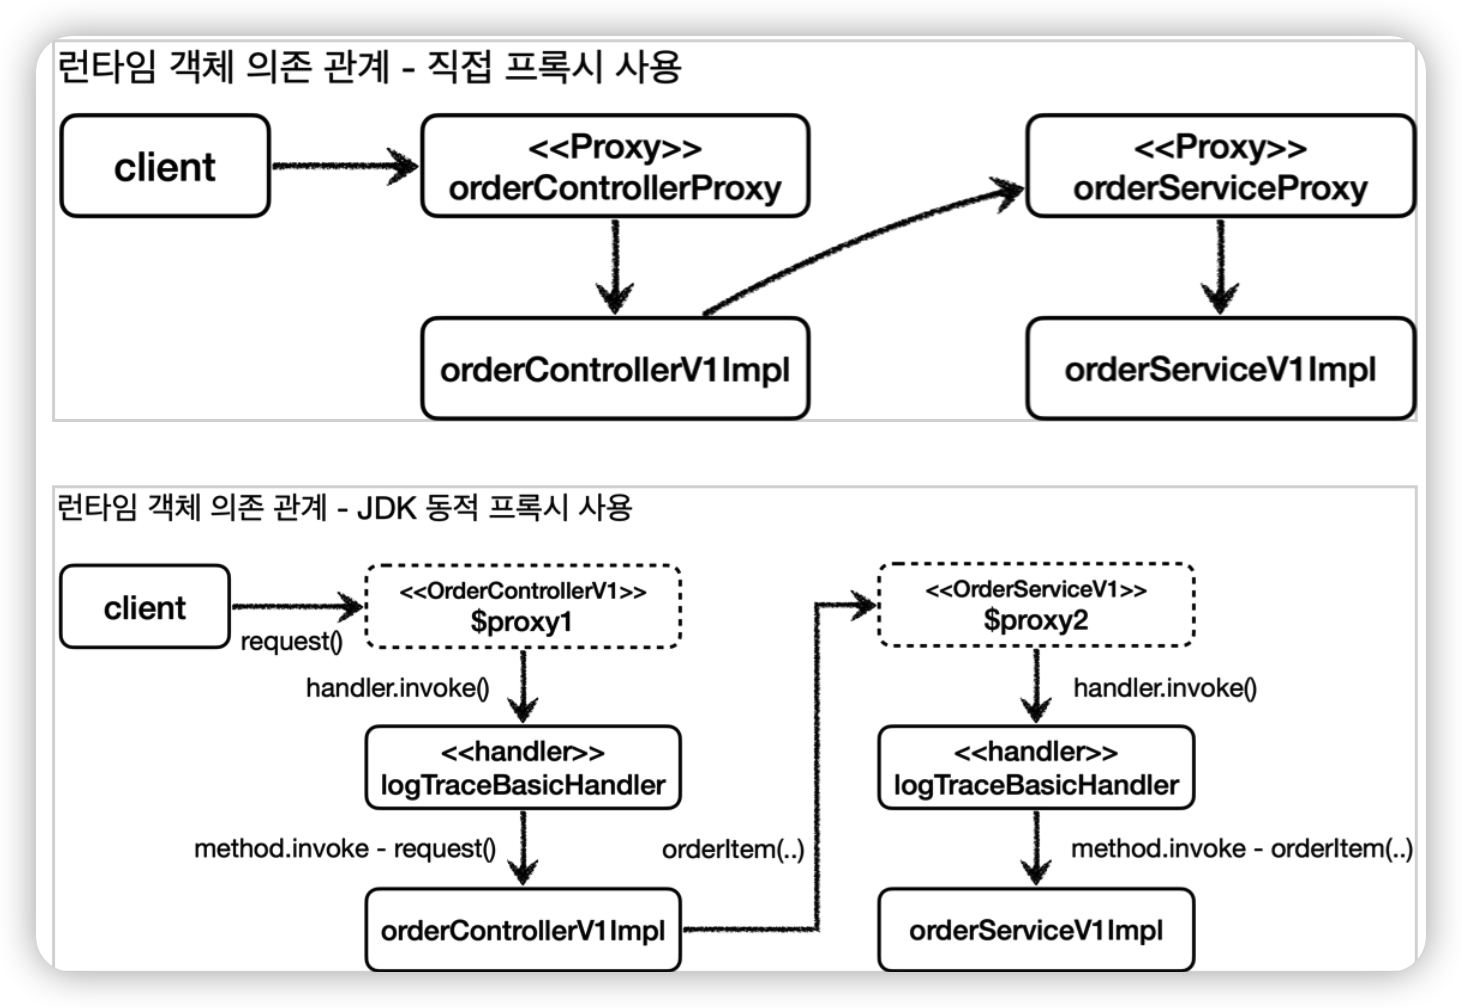 런타임 객체 의존 관계 - 직접 프록시 사용
client
<<Proxy>>
orderControllerProxy
<<Proxy>>
orderServiceProxy
orderControllerV1Impl
orderServiceV1Impl
런타임 객체 의존 관계 - JDK 동적 프록시 사용
client
request()
<<OrderControllerV1>>
$proxy1
<<OrderServiceV1>>
$proxy2
handler.invoke()
handler.invoke()
<<handler>>
logTraceBasicHandler
<<handler>>
logTraceBasicHandler
method.invoke - request()
orderItem(..)
method.invoke - orderItem(..)
orderControllerV1Impl
orderServiceV1Impl